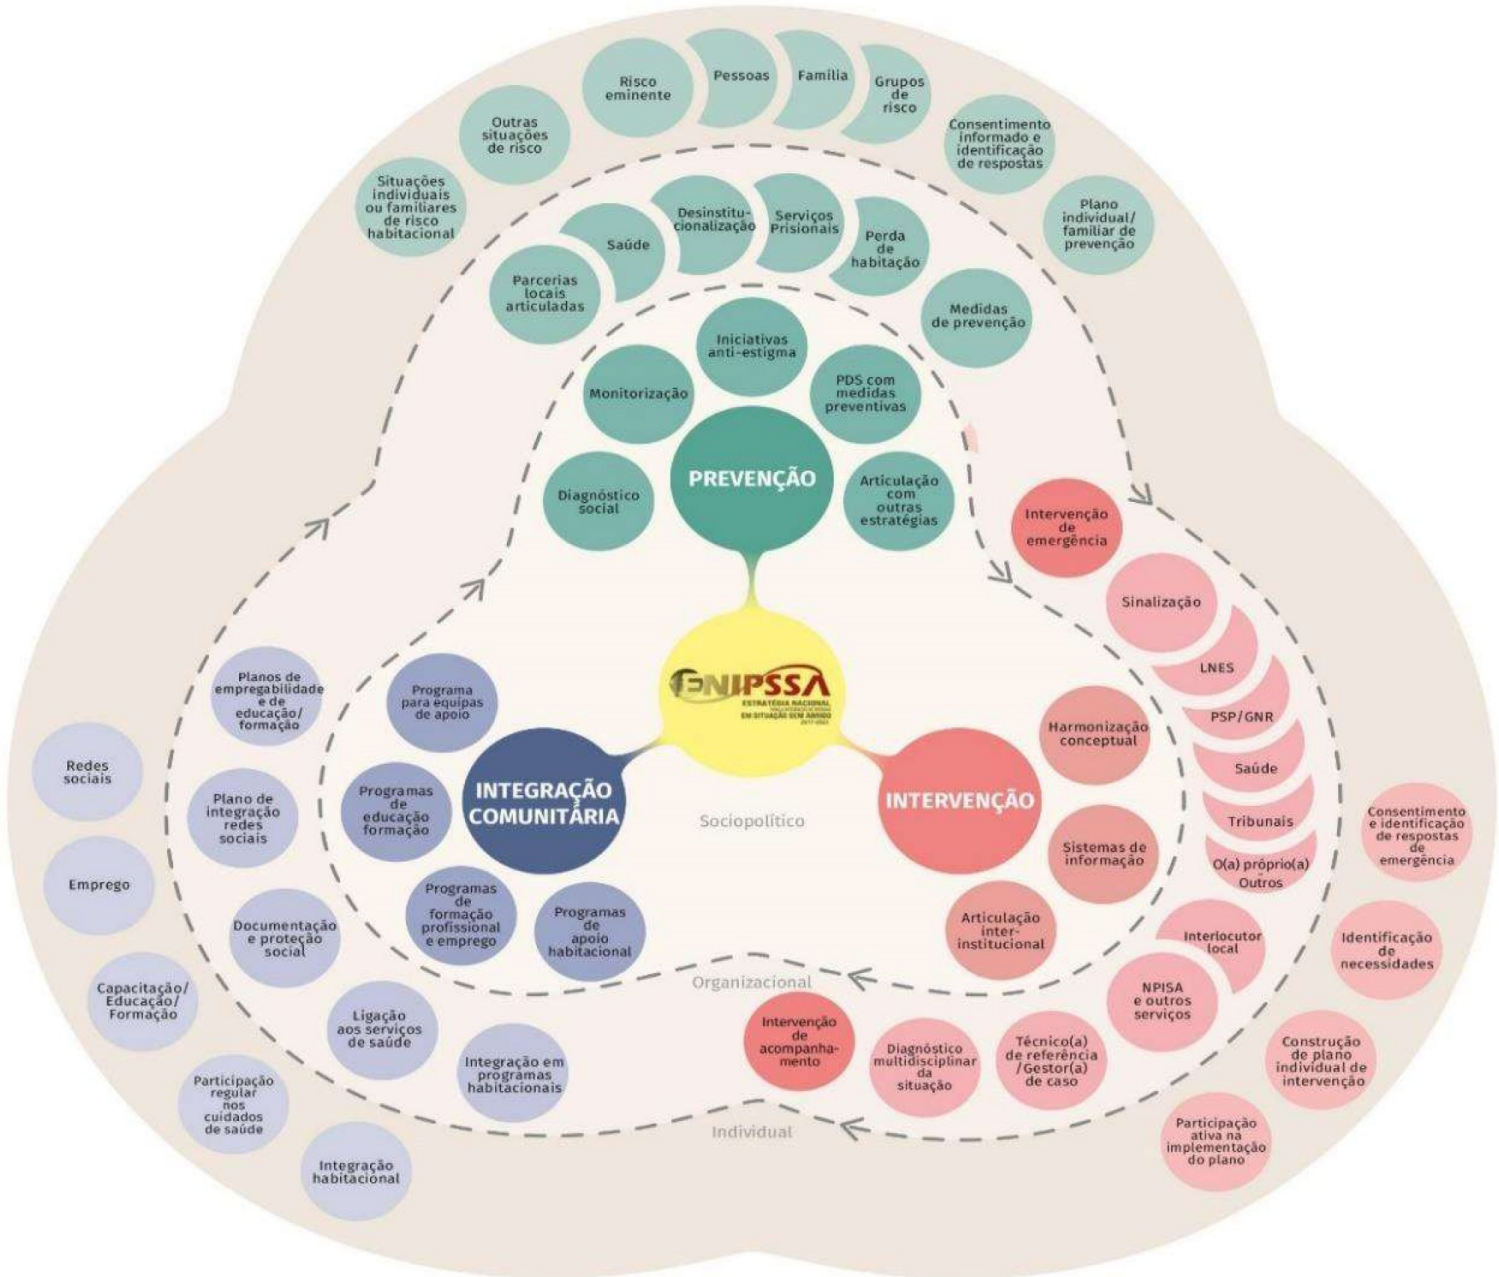 Risco
eminente
Pessoas
Família
Grupos
de
risco
Outras
situações
de risco
Consentimento
informado e
identificação
de respostas
Situações
individuais
ou familiares
de risco
habitacional
Plano
individual/
familiar de
prevenção
Parcerias
locais
articuladas
Saúde
Desinstitu-
cionalização
Serviços
Prisionais
Perda
de
habitação
Medidas
de prevenção
Diagnóstico
social
Monitorização
Iniciativas
anti-estigma
PDS com
medidas
preventivas
Articulação
com
outras
estratégias
PREVENÇÃO
Intervenção
de
emergência
Sinalização
LNES
PSP/GNR
Saúde
Tribunais
O(a) próprio(a)
-
Outros
Interlocutor
local
NPISA
e outros
serviços
Técnico(a)
de referência
/Gestor(a)
de caso
Diagnóstico
multidisciplinar
da
situação
Intervenção
de
acompanha-
mento
ENIPSSA
ESTRATÉGIA NACIONAL
EM SITUAÇÃO SEM ABRIGO
Harmonização
conceptual
Sistemas de
informação
Articulação
inter-
institucional
INTERVENÇÃO
Sociopolítico
INTEGRAÇÃO
COMUNITÁRIA
Programa
para equipas
de apoio
Programas
de
educação
formação
Programas
de
formação
profissional
e emprego
Programas
de
apoio
habitacional
Organizacional
Planos de
empregabilidade
e de
educação/
formação
Plano de
integração
redes
sociais
Documentação
e proteção
social
Ligação
aos serviços
de saúde
Integração em
programas
habitacionais
Individual
Redes
sociais
Emprego
Capacitação/
Educação/
Formação
Participação
regular
nos
cuidados
de saúde
Integração
habitacional
Consentimento
e identificação
de respostas
de
emergência
Identificação
de
necessidades
Construção
de plano
individual de
intervenção
Participação
ativa na
implementação
do plano